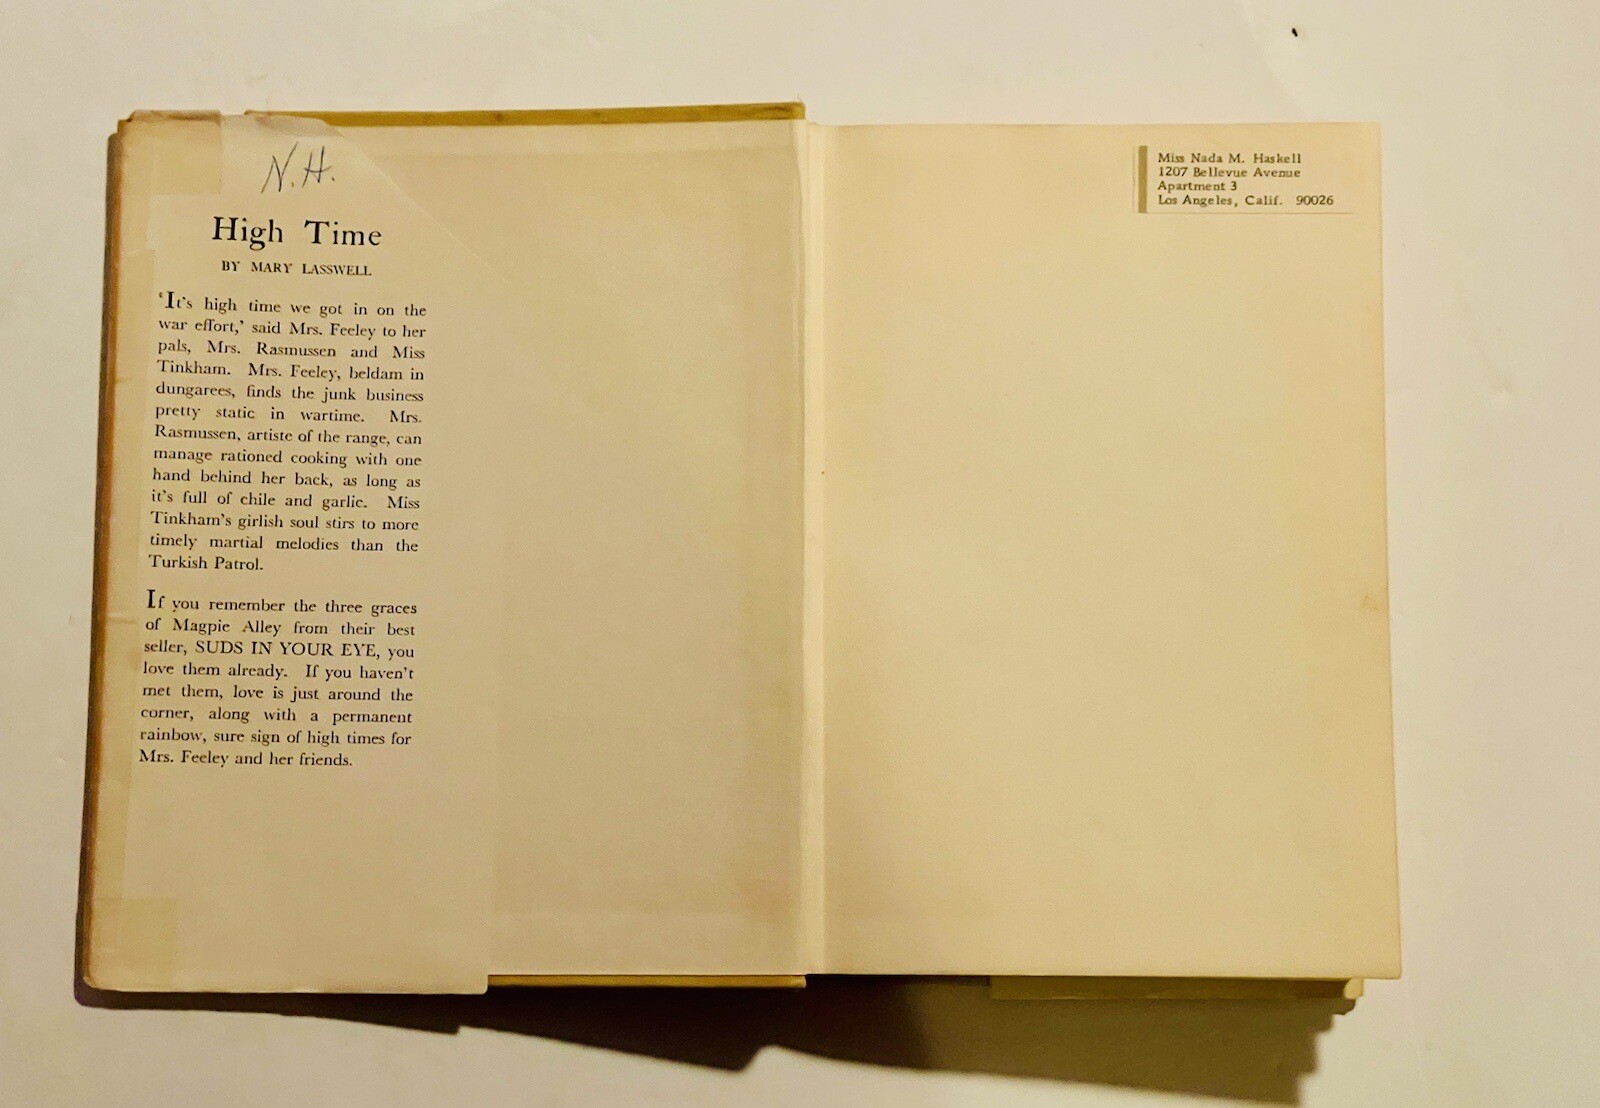 N.H.
High Time
BY MARY LASSWELL
'It's high time we got in on the
war effort,' said Mrs. Feeley to her
pals, Mrs. Rasmussen and Miss
Tinkham. Mrs. Feeley, beldam in
dungarees, finds the junk business
pretty static in wartime. Mrs.
Rasmussen, artiste of the range, can
manage rationed cooking with one
hand behind her back, as long as
it's full of chile and garlic. Miss
Tinkham's girlish soul stirs to more
timely martial melodies than the
Turkish Patrol.
If you remember the three graces
of Magpie Alley from their best
seller, SUDS IN YOUR EYE, you
love them already. If you haven't
met them, love is just around the
corner, along with a permanent
rainbow, sure sign of high times for
Mrs. Feeley and her friends.
Miss Nada M. Haskell
1207 Bellevue Avenue
Apartment 3
Los Angeles, Calif. 90026